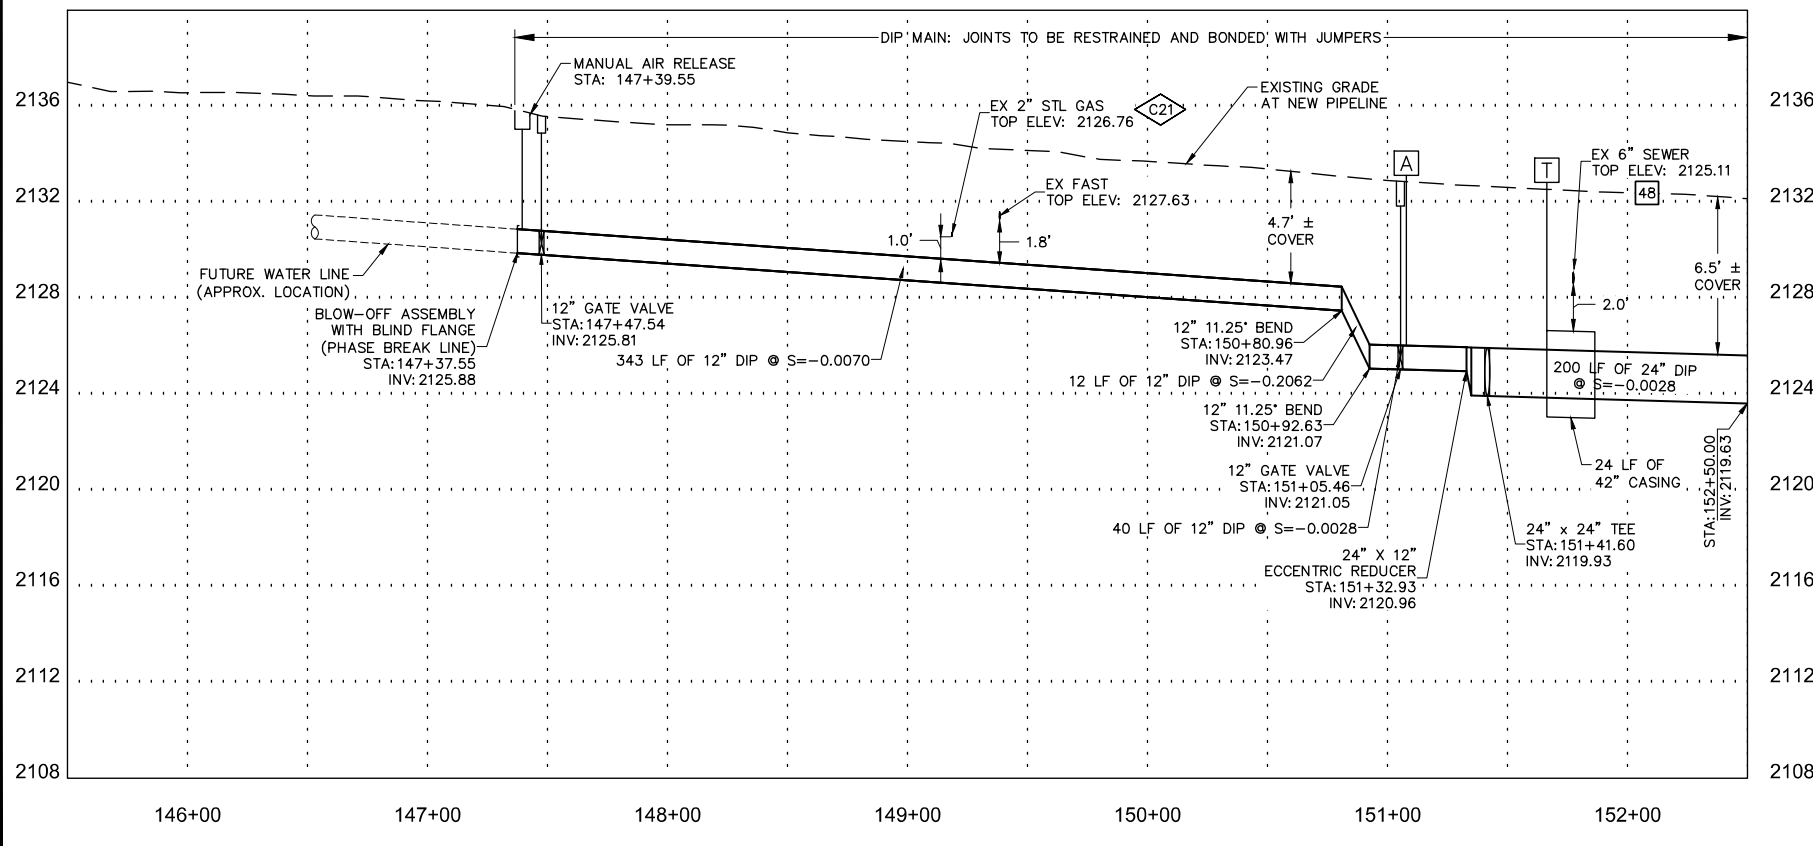 DIP MAIN: JOINTS TO BE RESTRAINED AND BONDED WITH JUMPERS
MANUAL AIR RELEASE
STA: 147+39.55
EX 2" STL GAS
TOP ELEV: 2126.76
C21
EXISTING GRADE
AT NEW PIPELINE
2136
2136
A
T
EX 6" SEWER
TOP ELEV: 2125.11
48
EX FAST
TOP ELEV: 2127.63
2132
2132
1.0'
1.8'
4.7' ±
COVER
6.5' ±
COVER
FUTURE WATER LINE
(APPROX. LOCATION)
2128
2128
2.0'
BLOW-OFF ASSEMBLY
WITH BLIND FLANGE
(PHASE BREAK LINE)
STA: 147+37.55
INV: 2125.88
12" GATE VALVE
STA: 147+47.54
INV: 2125.81
343 LF OF 12" DIP @ S=-0.0070
12" 11.25° BEND
STA: 150+80.96
INV: 2123.47
12 LF OF 12" DIP @ S=-0.2062
200 LF OF 24" DIP
@ S=-0.0028
2124
2124
12" 11.25° BEND
STA: 150+92.63
INV: 2121.07
12" GATE VALVE
STA: 151+05.46
INV: 2121.05
24 LF OF
42" CASING
STA: 152+50.00
INV: 2119.63
2120
2120
40 LF OF 12" DIP @ S=-0.0028
24" x 24" TEE
STA: 151+41.60
INV: 2119.93
24" X 12"
ECCENTRIC REDUCER
STA: 151+32.93
INV: 2120.96
2116
2116
2112
2112
2108
2108
146+00
147+00
148+00
149+00
150+00
151+00
152+00